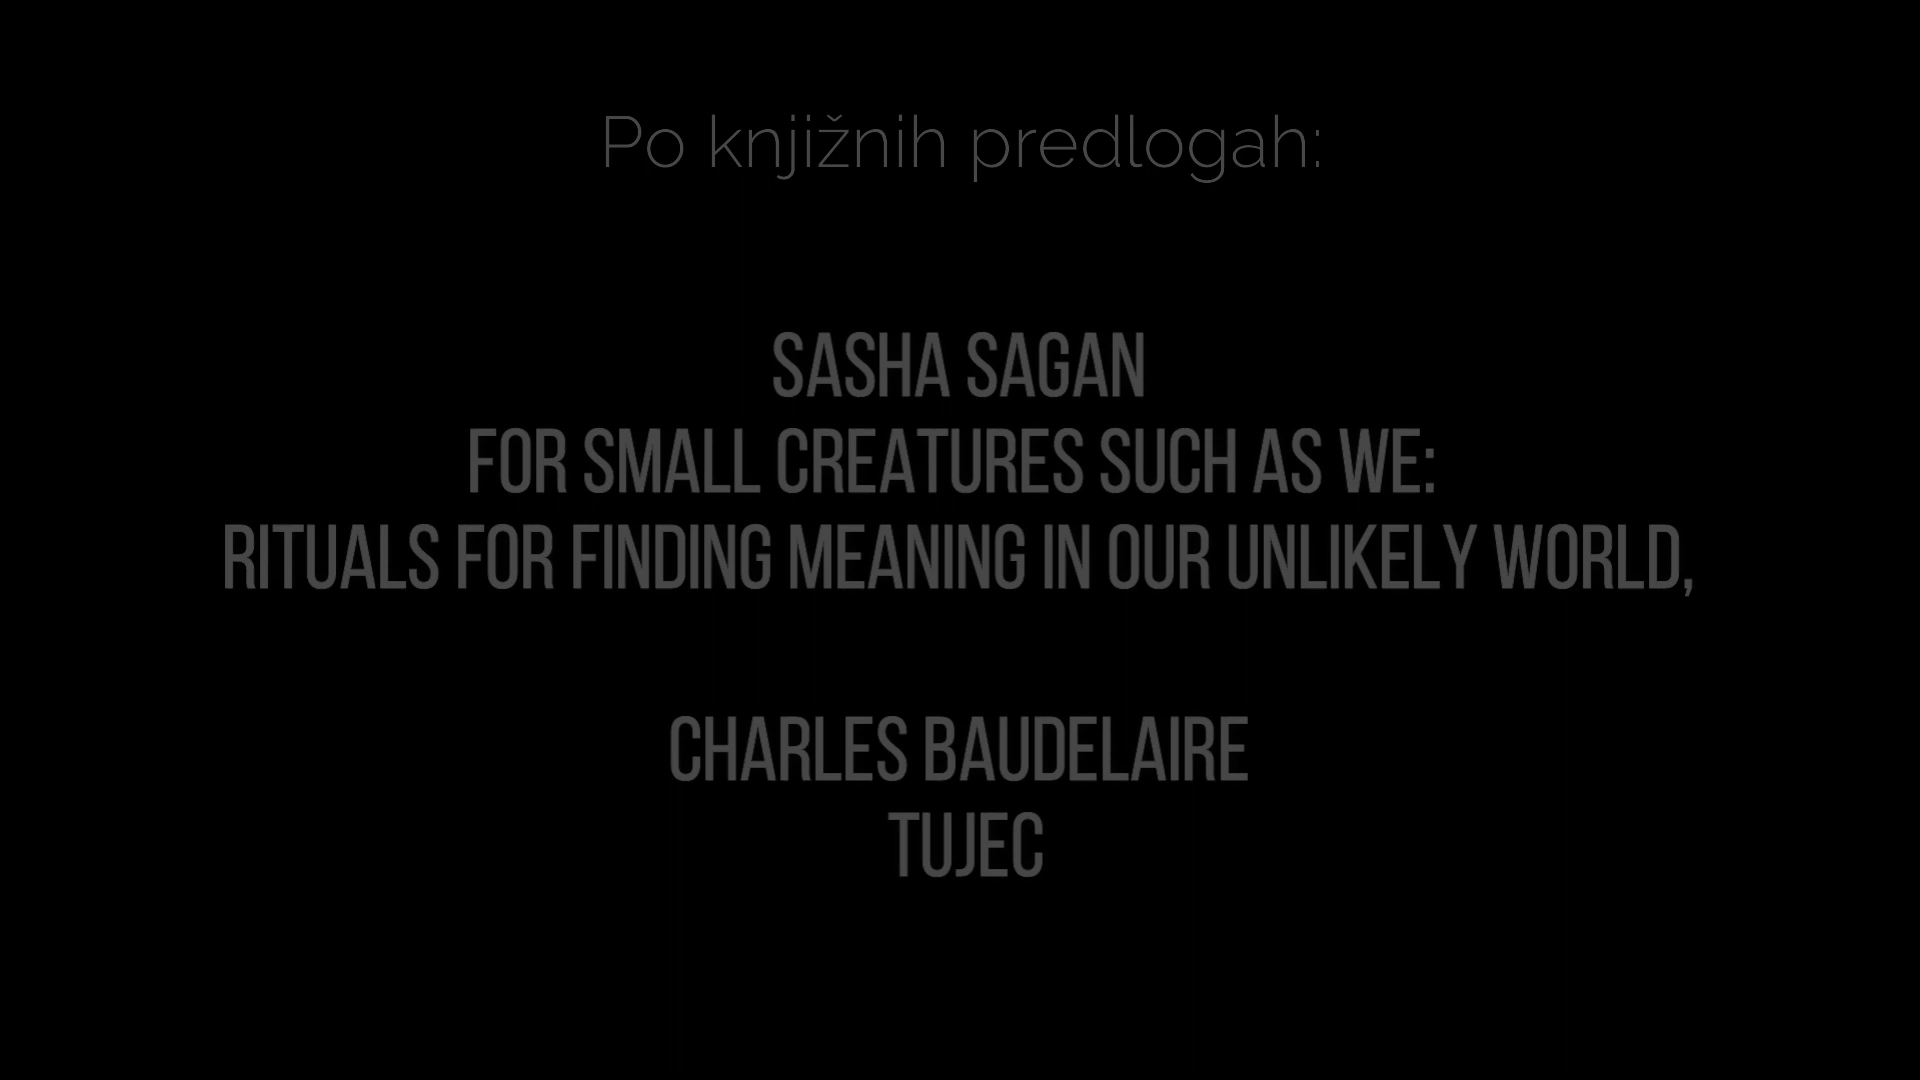 Po knjižnih predlogah:
SASHA SAGAN
FOR SMALL CREATURES SUCH AS WE:
RITUALS FOR FINDING MEANING IN OUR UNLIKELY WORLD,
CHARLES BAUDELAIRE
TUJEC